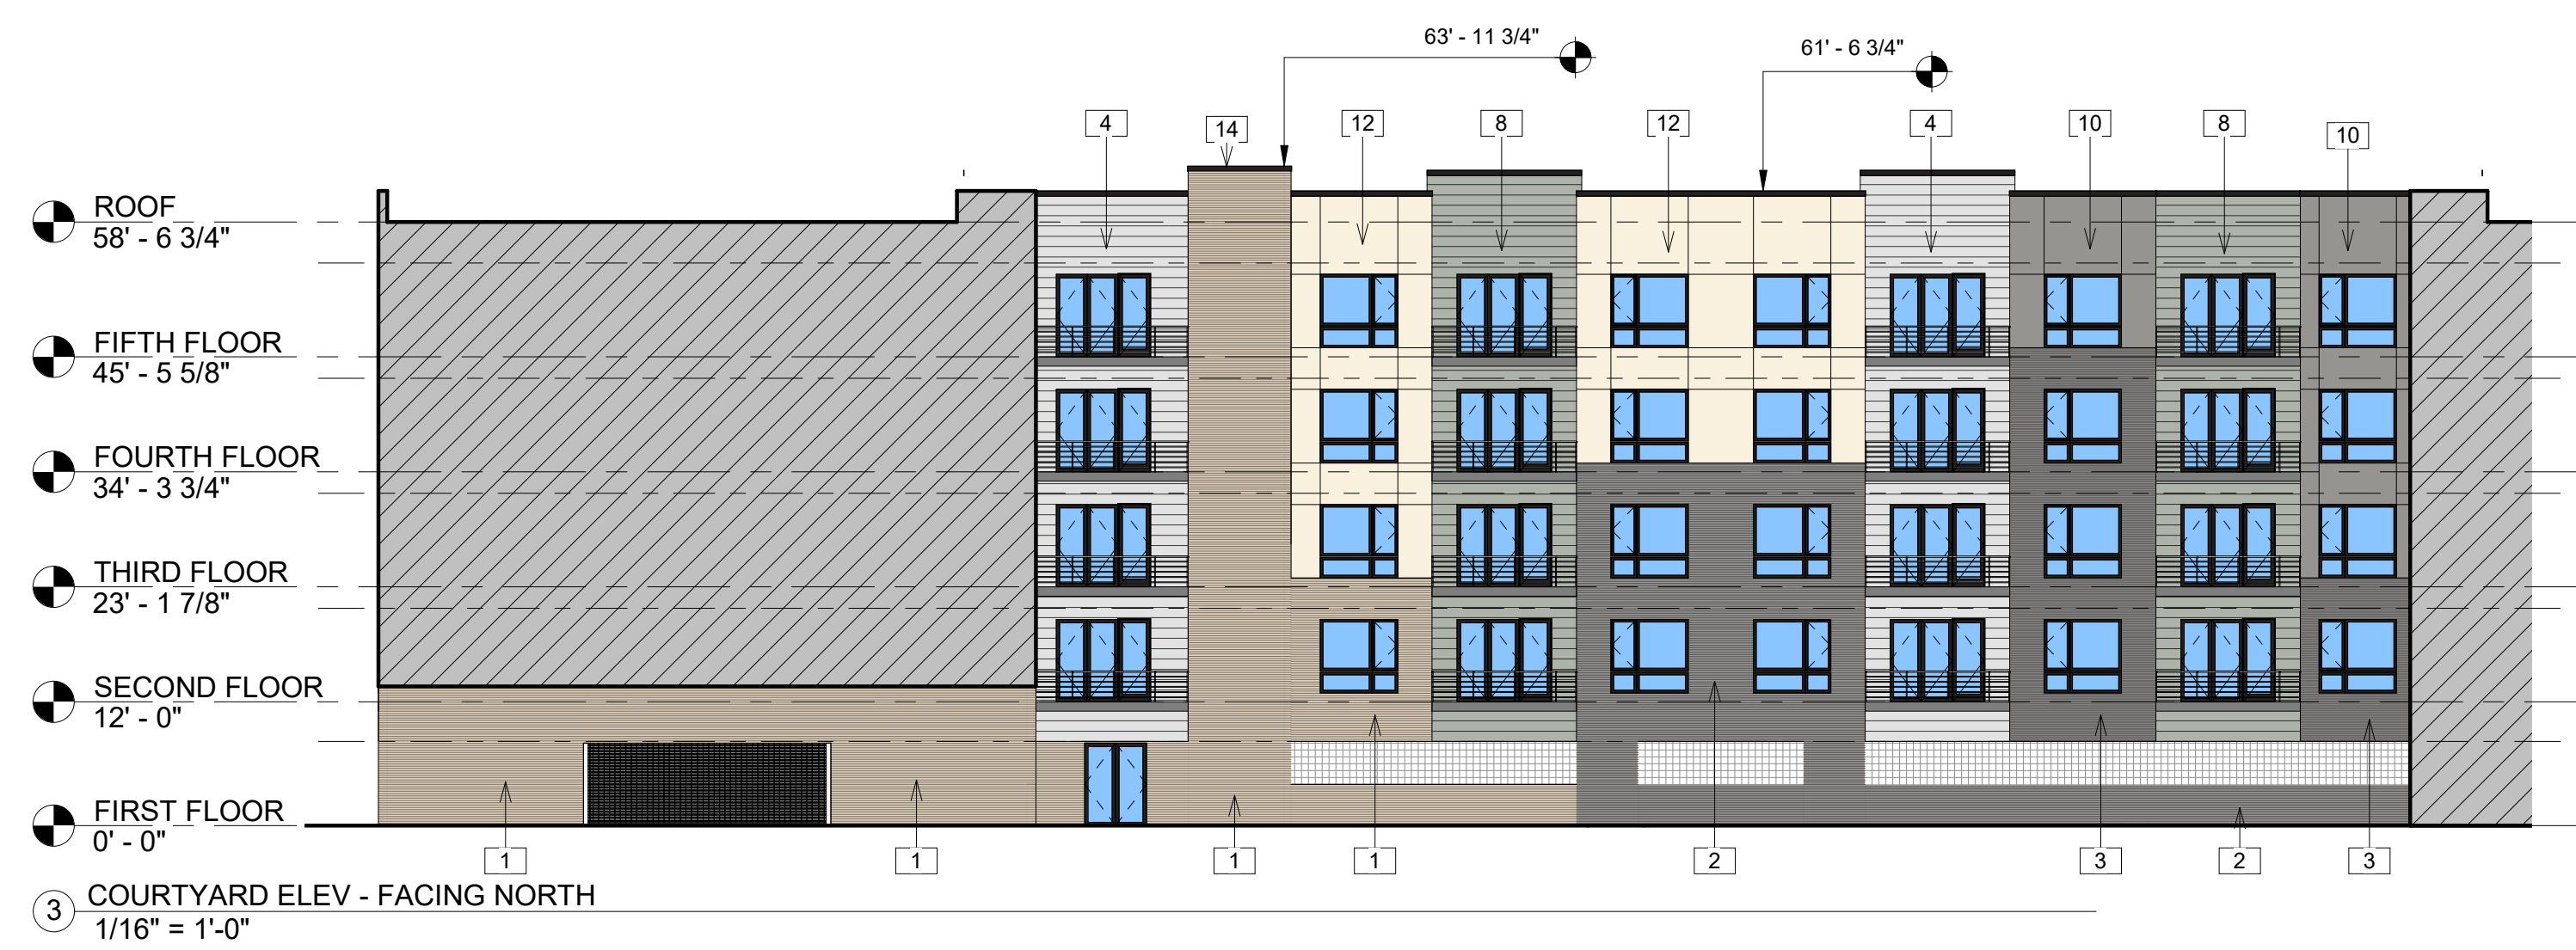 63' - 11 3/4"
61' - 6 3/4"
4
14
12
8
12
4
10
8
10
ROOF
58' - 6 3/4"
FIFTH FLOOR
45' - 5 5/8"
FOURTH FLOOR
34' - 3 3/4"
THIRD FLOOR
23' - 1 7/8"
SECOND FLOOR
12' - 0"
FIRST FLOOR
0' - 0"
1
1
1
1
2
3
2
3
3
COURTYARD ELEV - FACING NORTH
1/16" = 1'-0"